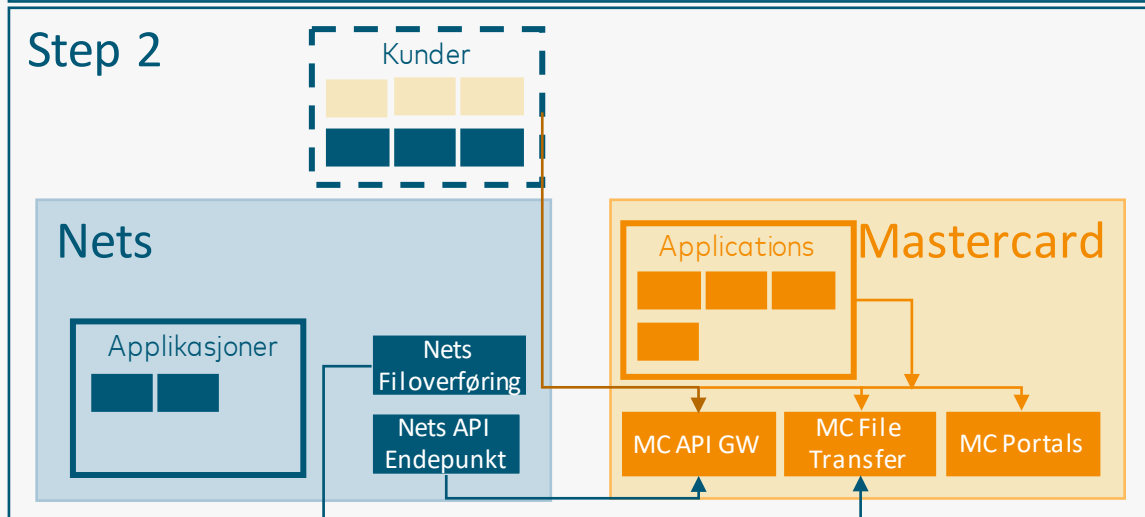 Step 2
Kunder
Nets
Applikasjoner
Nets
Filoverføring
Nets API
Endepunkt
Mastercard
Applications
MC API GW
MC File
Transfer
MC Portals